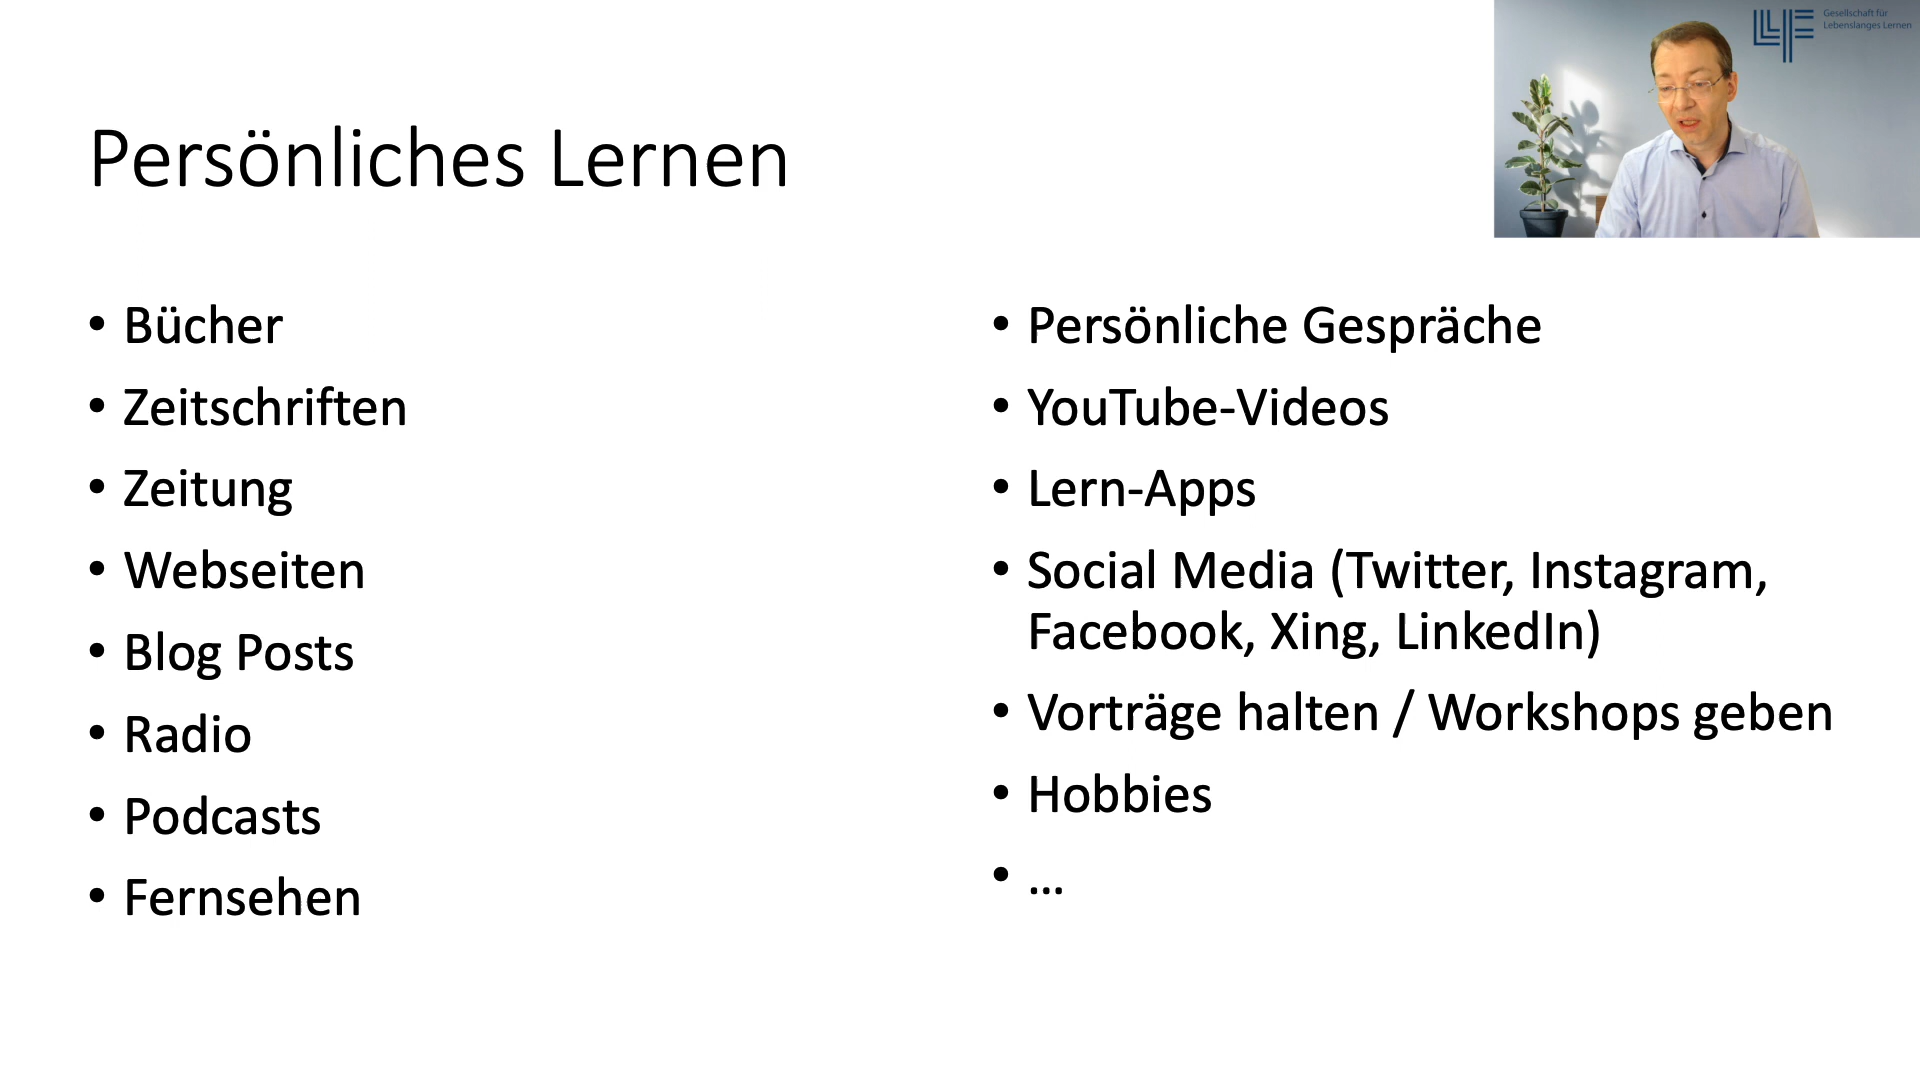 Gesellschaft für
Lebenslanges Lernen
Persönliches Lernen
• Bücher
• Zeitschriften
• Zeitung
• Webseiten
• Blog Posts
• Radio
• Podcasts
• Fernsehen
• Persönliche Gespräche
• YouTube-Videos
• Lern-Apps
• Social Media (Twitter, Instagram,
Facebook, Xing, LinkedIn)
• Vorträge halten / Workshops geben
• Hobbies
• ...